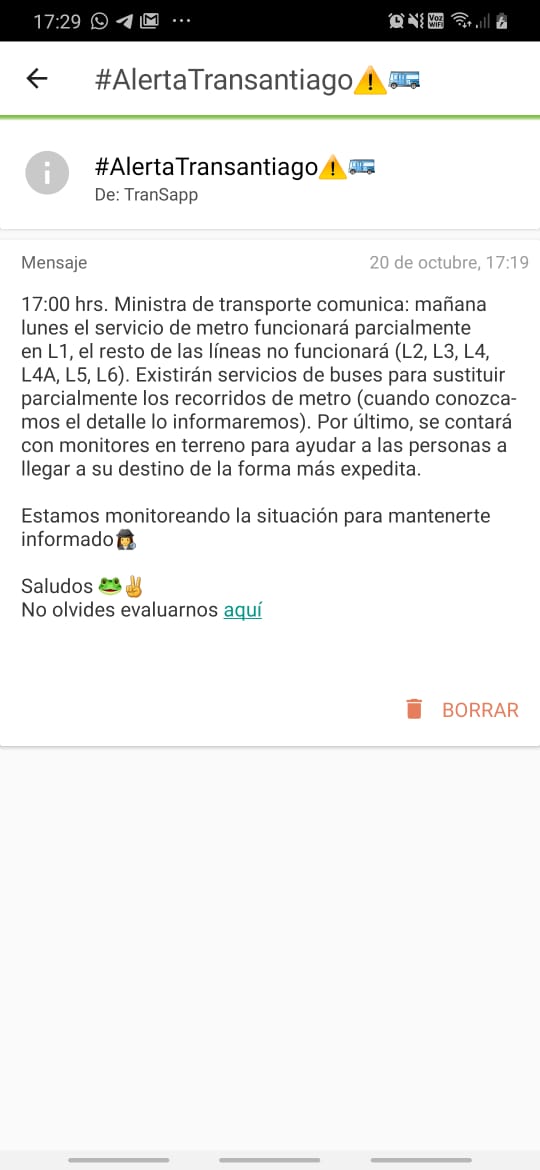 17:29
Voz WiFi
#AlertaTransantiago⚠️🚌
#AlertaTransantiago⚠️🚌
De: TranSapp
Mensaje 20 de octubre, 17:19
17:00 hrs. Ministra de transporte comunica: mañana
lunes el servicio de metro funcionará parcialmente
en L1, el resto de las líneas no funcionará (L2, L3, L4,
L4A, L5, L6). Existirán servicios de buses para sustituir
parcialmente los recorridos de metro (cuando conozca-
mos el detalle lo informaremos). Por último, se contará
con monitores en terreno para ayudar a las personas a
llegar a su destino de la forma más expedita.
Estamos monitoreando la situación para mantenerte
informado👩‍🎤
Saludos 🐸✌️
No olvides evaluarnos aquí
BORRAR